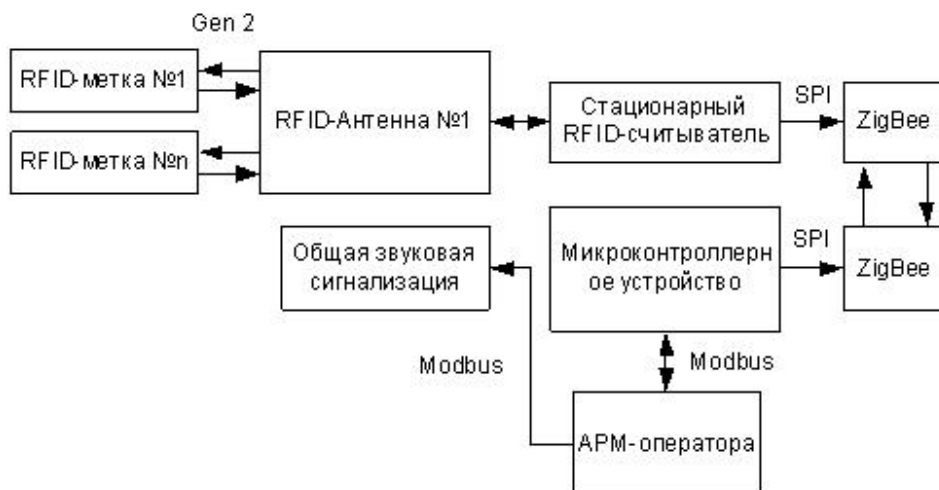 Gen 2
RFID-метка №1
RFID-Антенна №1
Стационарный
RFID-считыватель
SPI
ZigBee
RFID-метка №n
Общая звуковая
сигнализация
Микроконтроллерн
ое устройство
SPI
ZigBee
Modbus
Modbus
АРМ-оператора